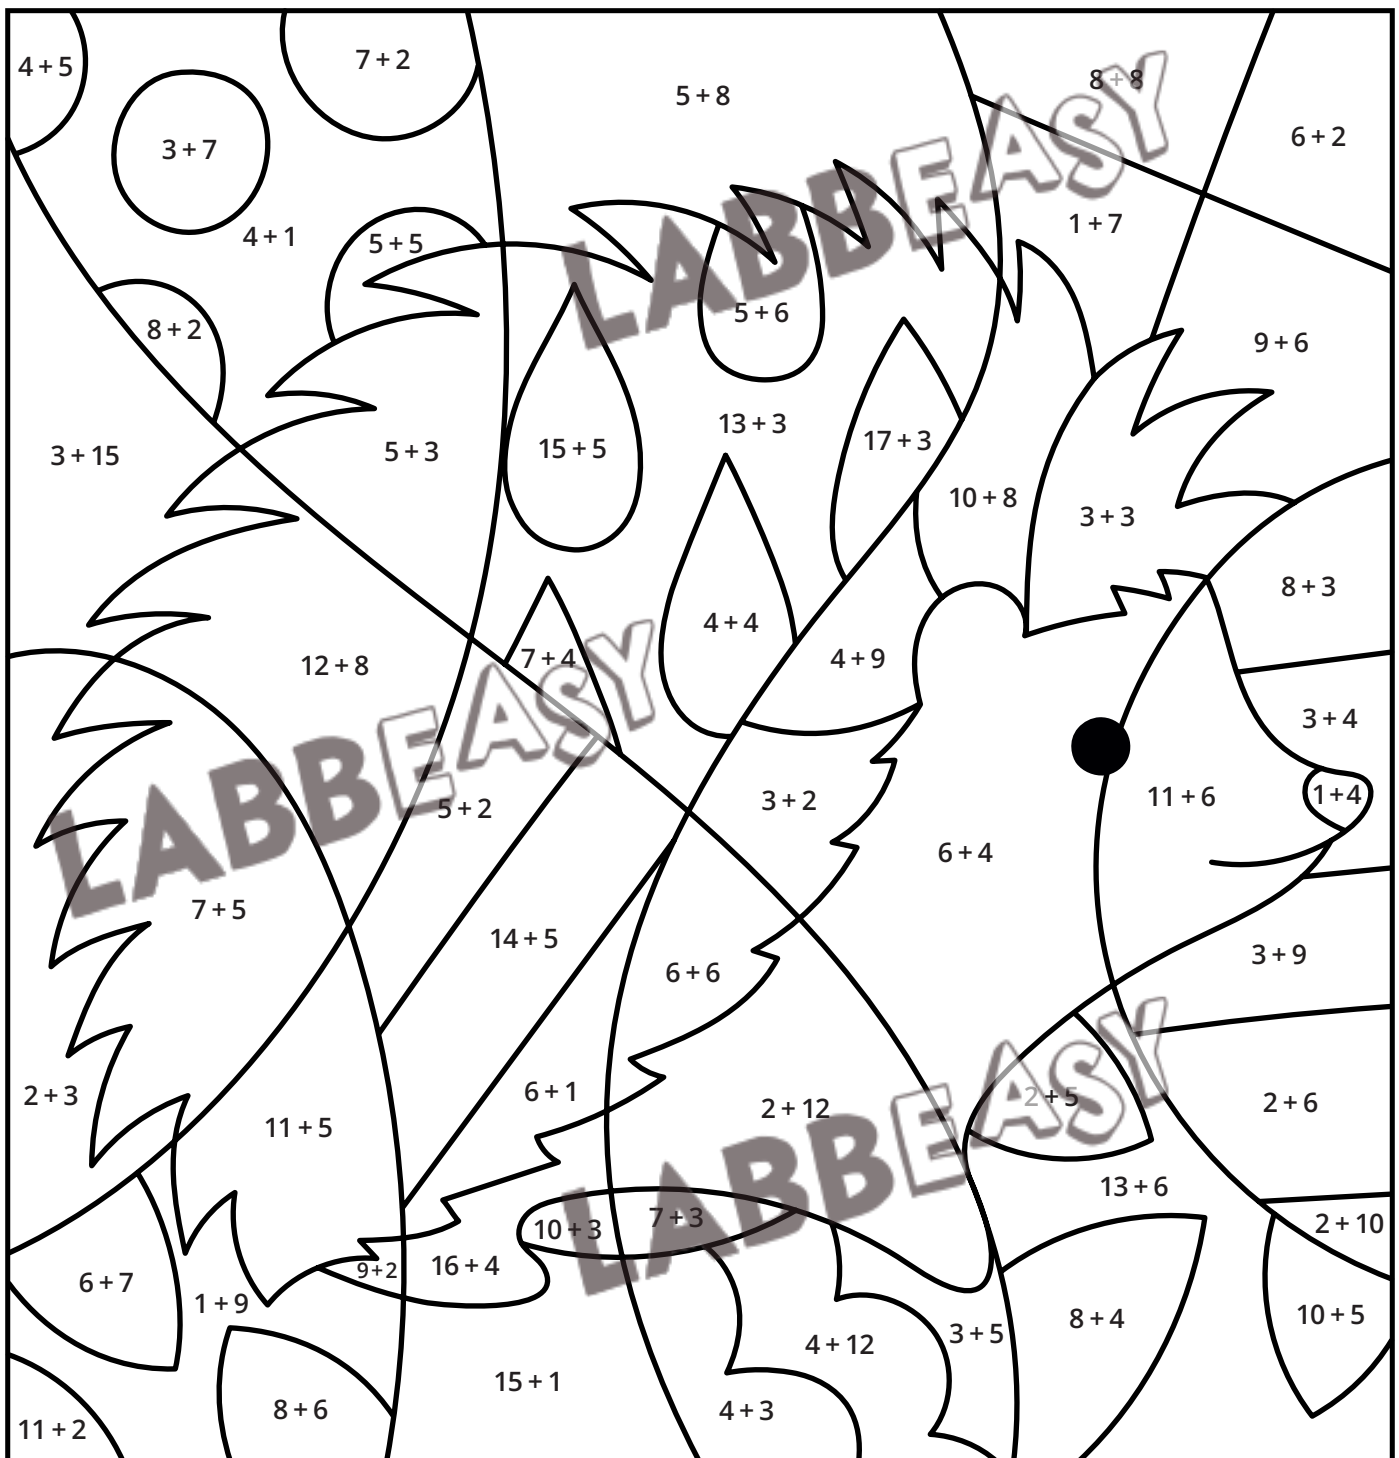 4 + 5
7 + 2
5 + 8
8 + 8
6 + 2
3 + 7
4 + 1
5 + 5
1 + 7
LABBEASY
8 + 2
5 + 6
9 + 6
3 + 15
5 + 3
15 + 5
13 + 3
17 + 3
10 + 8
3 + 3
8 + 3
4 + 4
7 + 4
4 + 9
12 + 8
3 + 4
LABBEASY
5 + 2
3 + 2
11 + 6
1 + 4
6 + 4
7 + 5
14 + 5
6 + 6
3 + 9
2 + 3
6 + 1
2 + 12
2 + 5
2 + 6
11 + 5
LABBEASY
13 + 6
10 + 3
7 + 3
2 + 10
9 + 2
16 + 4
6 + 7
1 + 9
4 + 12
3 + 5
8 + 4
10 + 5
15 + 1
4 + 3
8 + 6
11 + 2